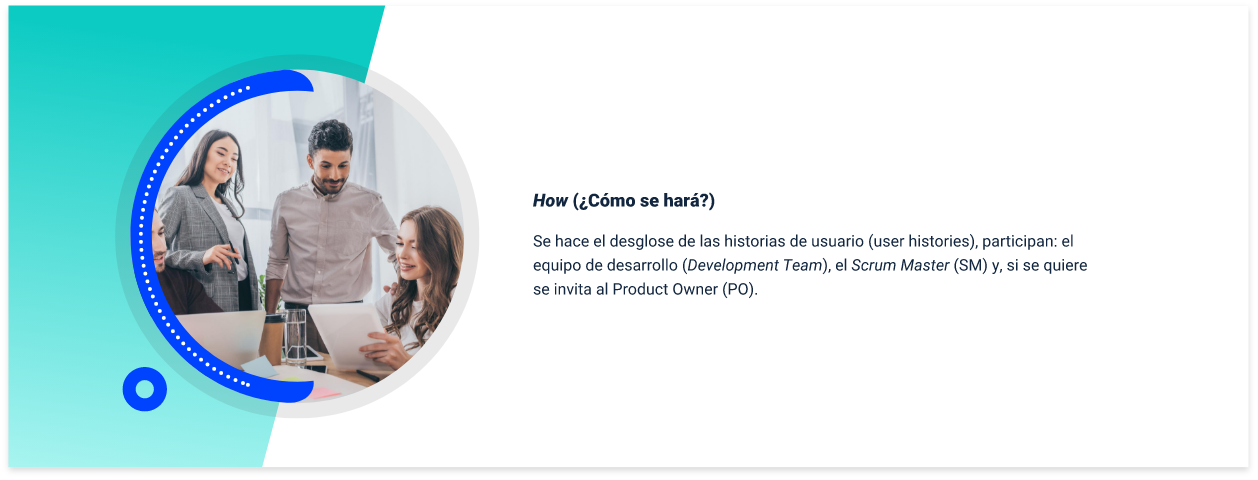 How (¿Cómo se hará?)
Se hace el desglose de las historias de usuario (user histories), participan: el
equipo de desarrollo (Development Team), el Scrum Master (SM) y, si se quiere
se invita al Product Owner (PO).